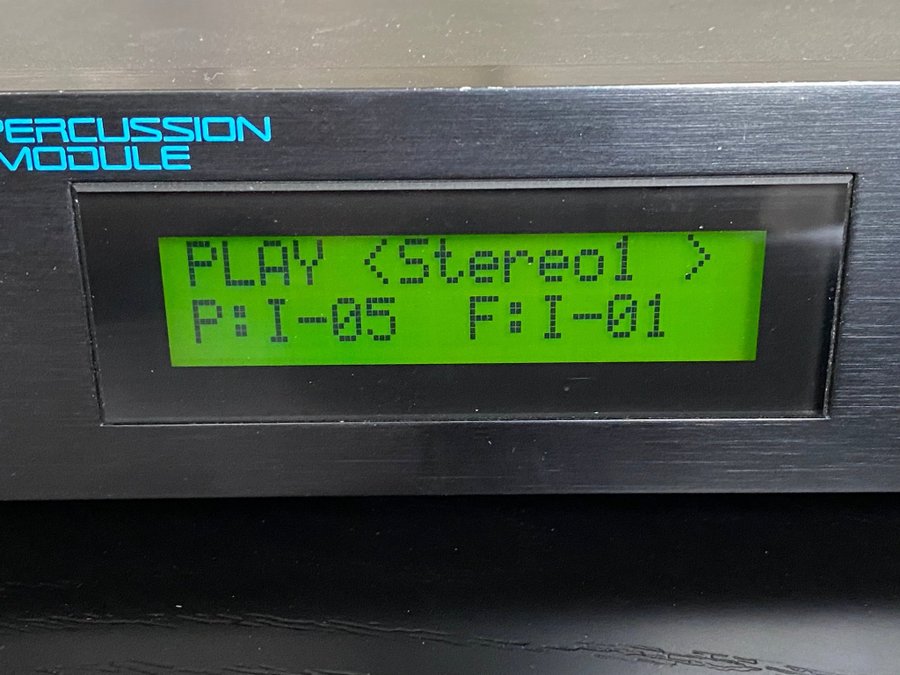 PERCUSSION
MODULE
PLAY <Stereo1 >
P:I-05 F:I-01